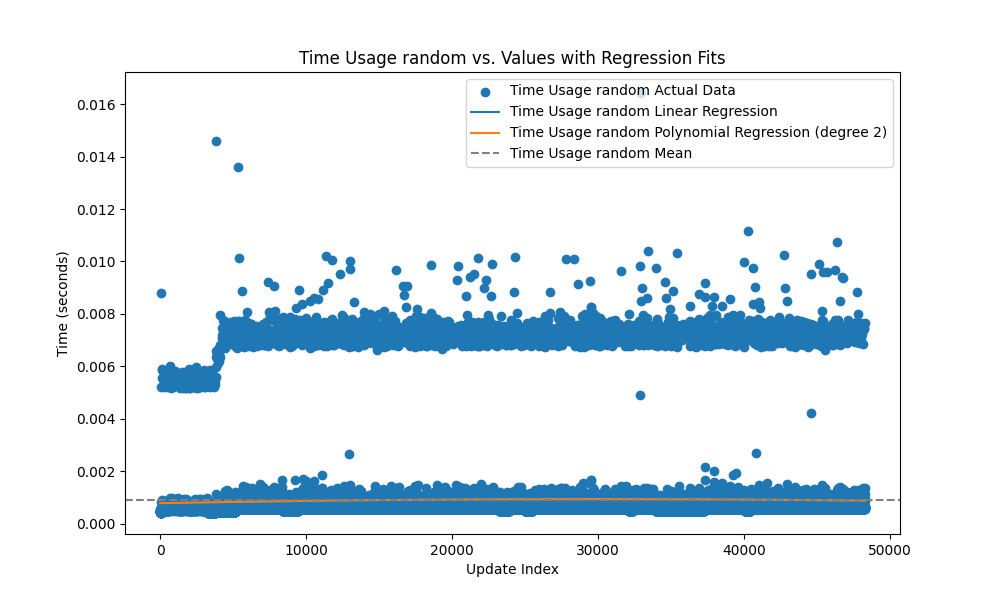 Time Usage random vs. Values with Regression Fits
Time Usage random Actual Data
Time Usage random Linear Regression
Time Usage random Polynomial Regression (degree 2)
Time Usage random Mean
Time (seconds)
0.016
0.014
0.012
0.010
0.008
0.006
0.004
0.002
0.000
0
10000
20000
30000
40000
50000
Update Index